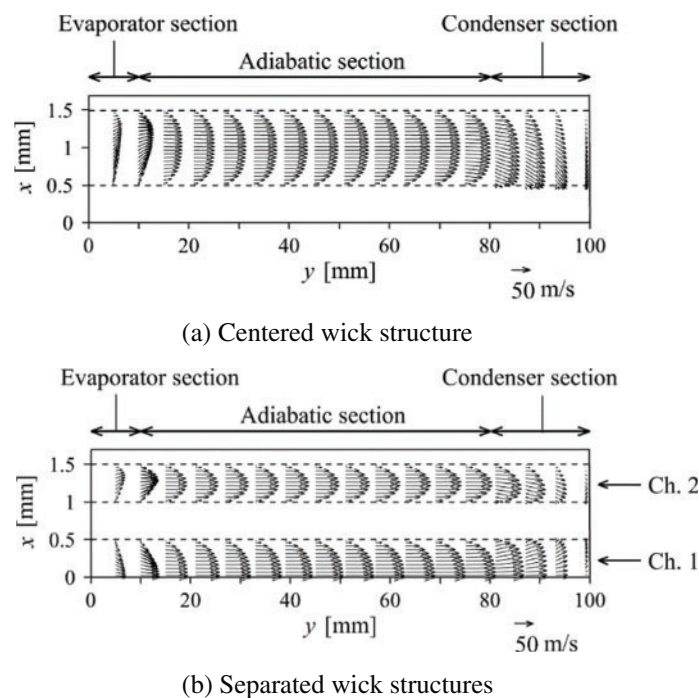 Evaporator section
Condenser section
Adiabatic section
1.5
1
0.5
0
x [mm]
0 20 40 60 80 100
y [mm]
50 m/s
(a) Centered wick structure
Evaporator section
Condenser section
Adiabatic section
1.5
1
0.5
0
x [mm]
Ch. 2
Ch. 1
0 20 40 60 80 100
y [mm]
50 m/s
(b) Separated wick structures